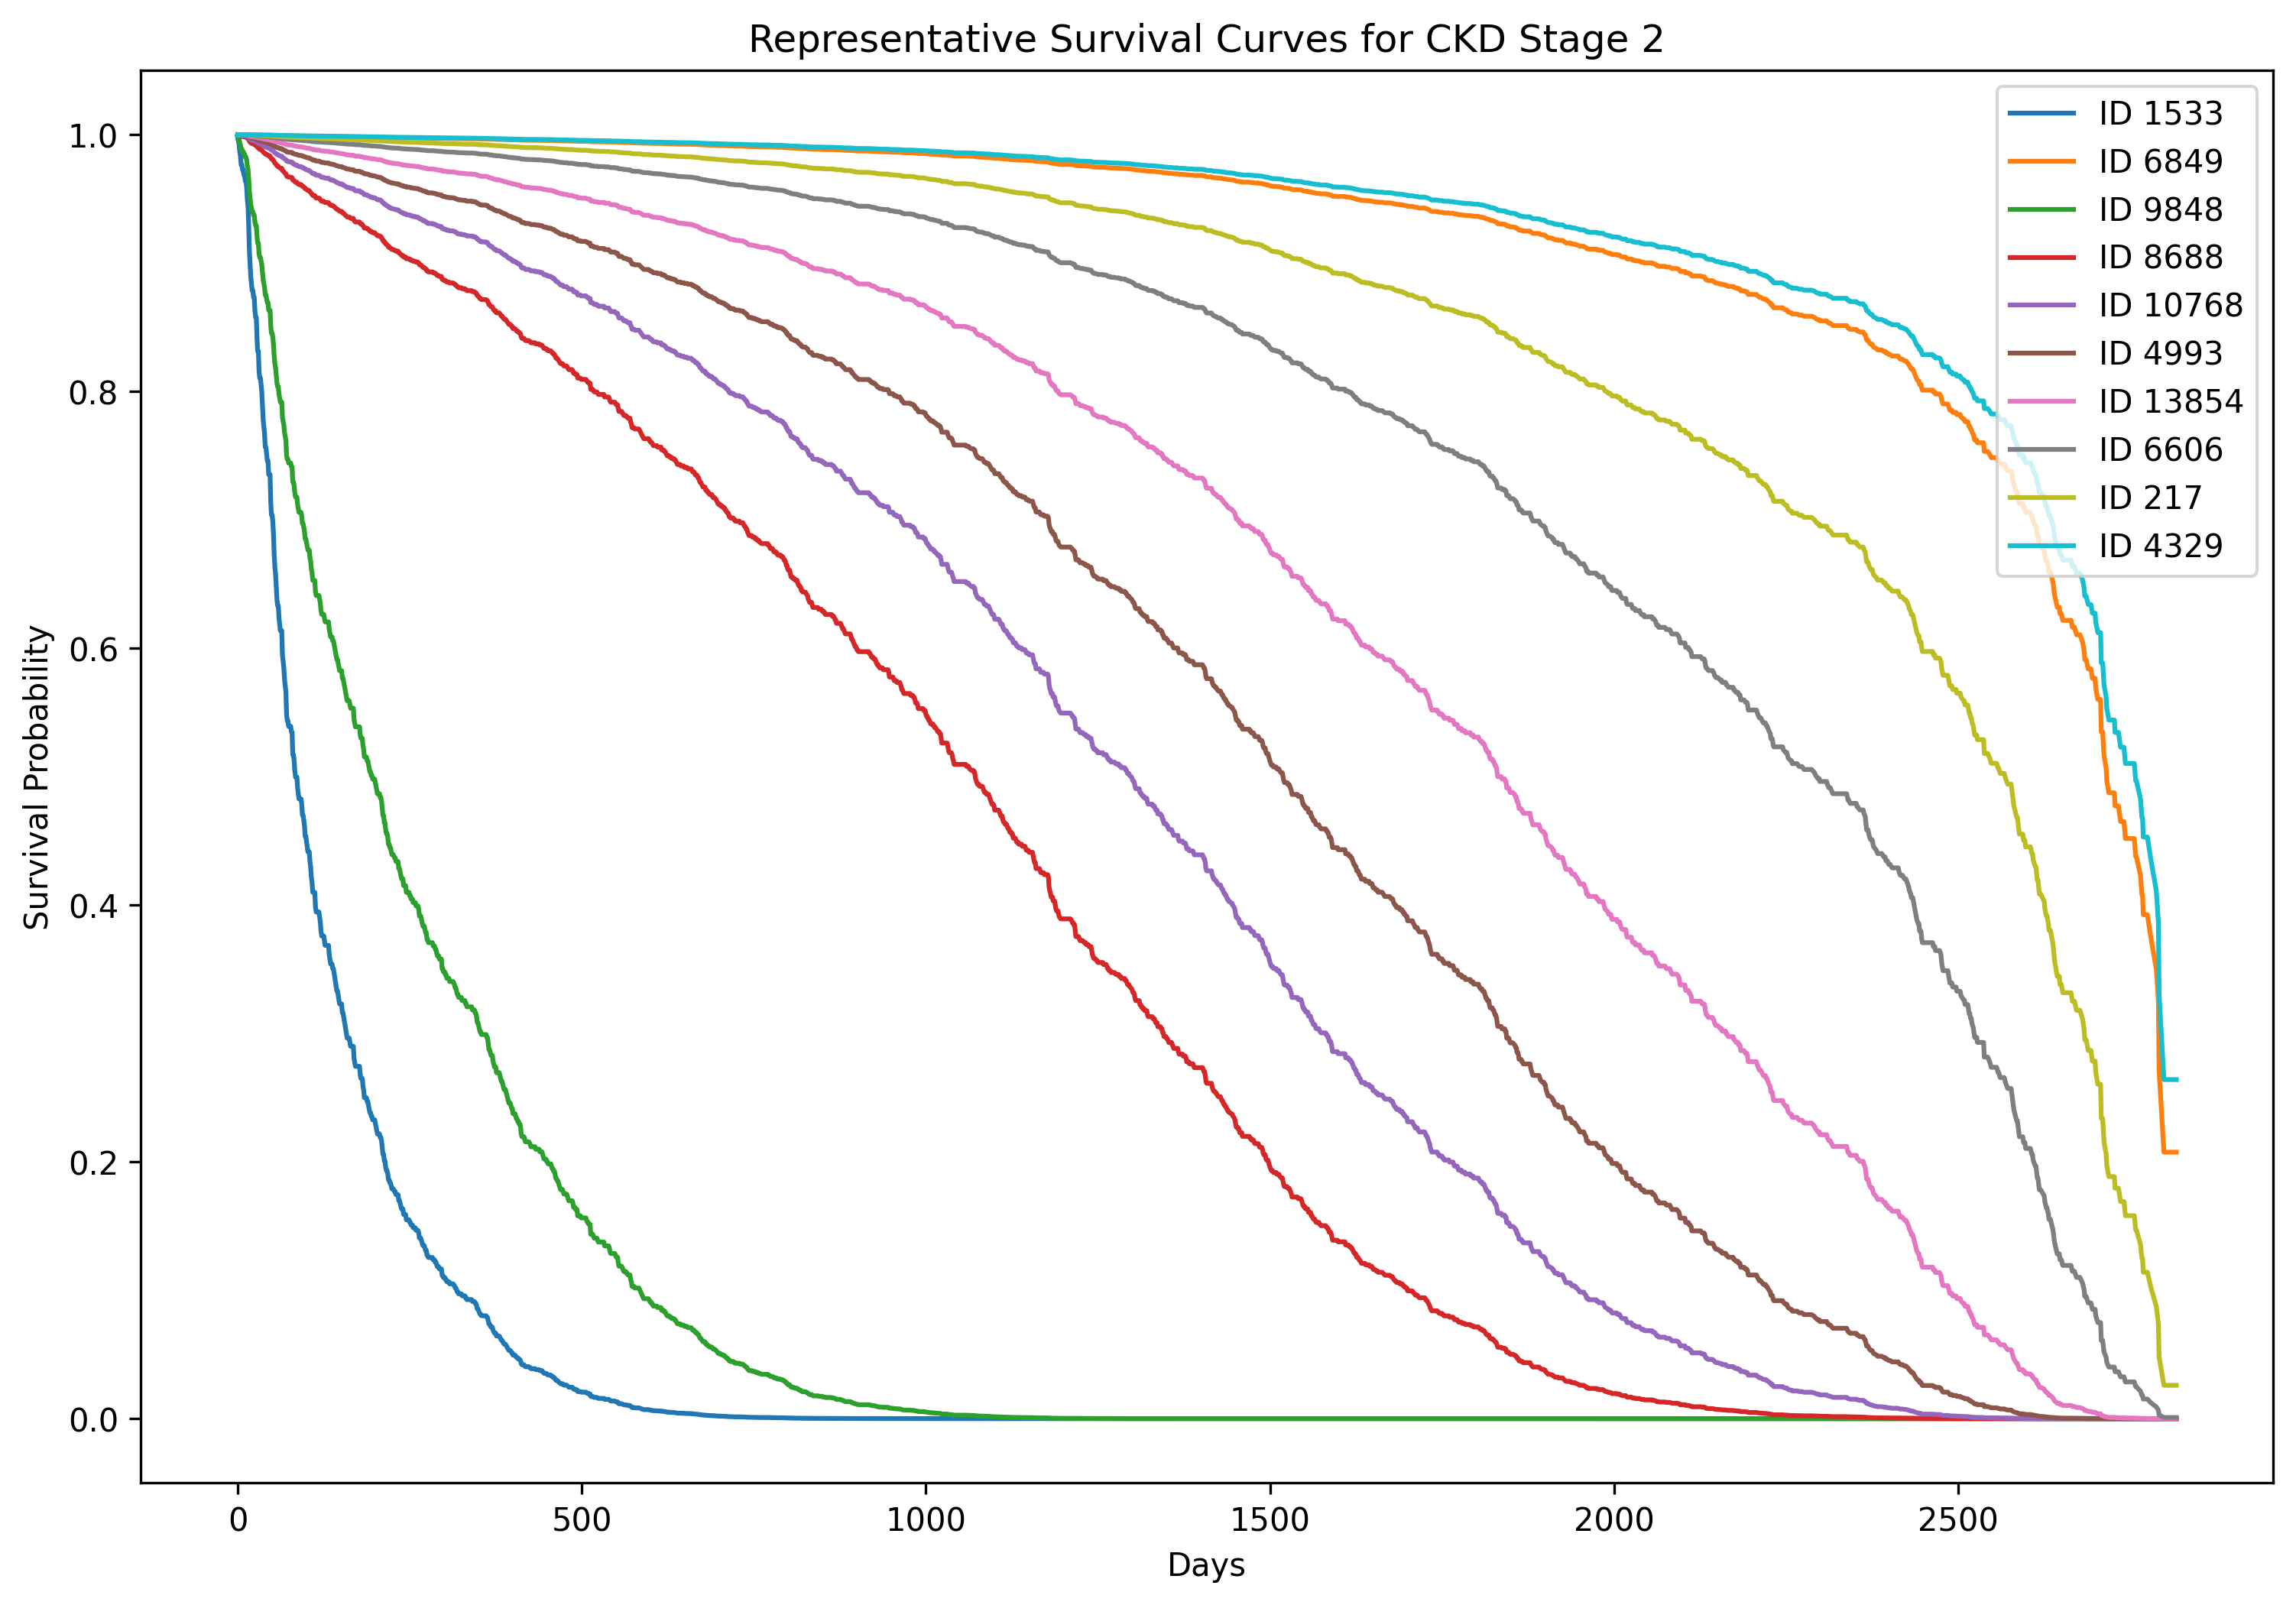 Representative Survival Curves for CKD Stage 2
Survival Probability
1.0
0.8
0.6
0.4
0.2
0.0
ID 1533
ID 6849
ID 9848
ID 8688
ID 10768
ID 4993
ID 13854
ID 6606
ID 217
ID 4329
0 500 1000 1500 2000 2500
Days